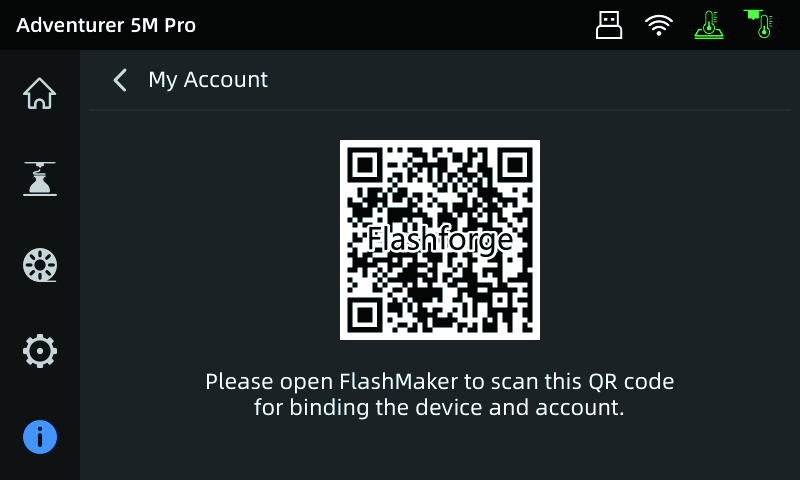 Adventurer 5M Pro
My Account
Flashforge
Please open FlashMaker to scan this QR code
for binding the device and account.